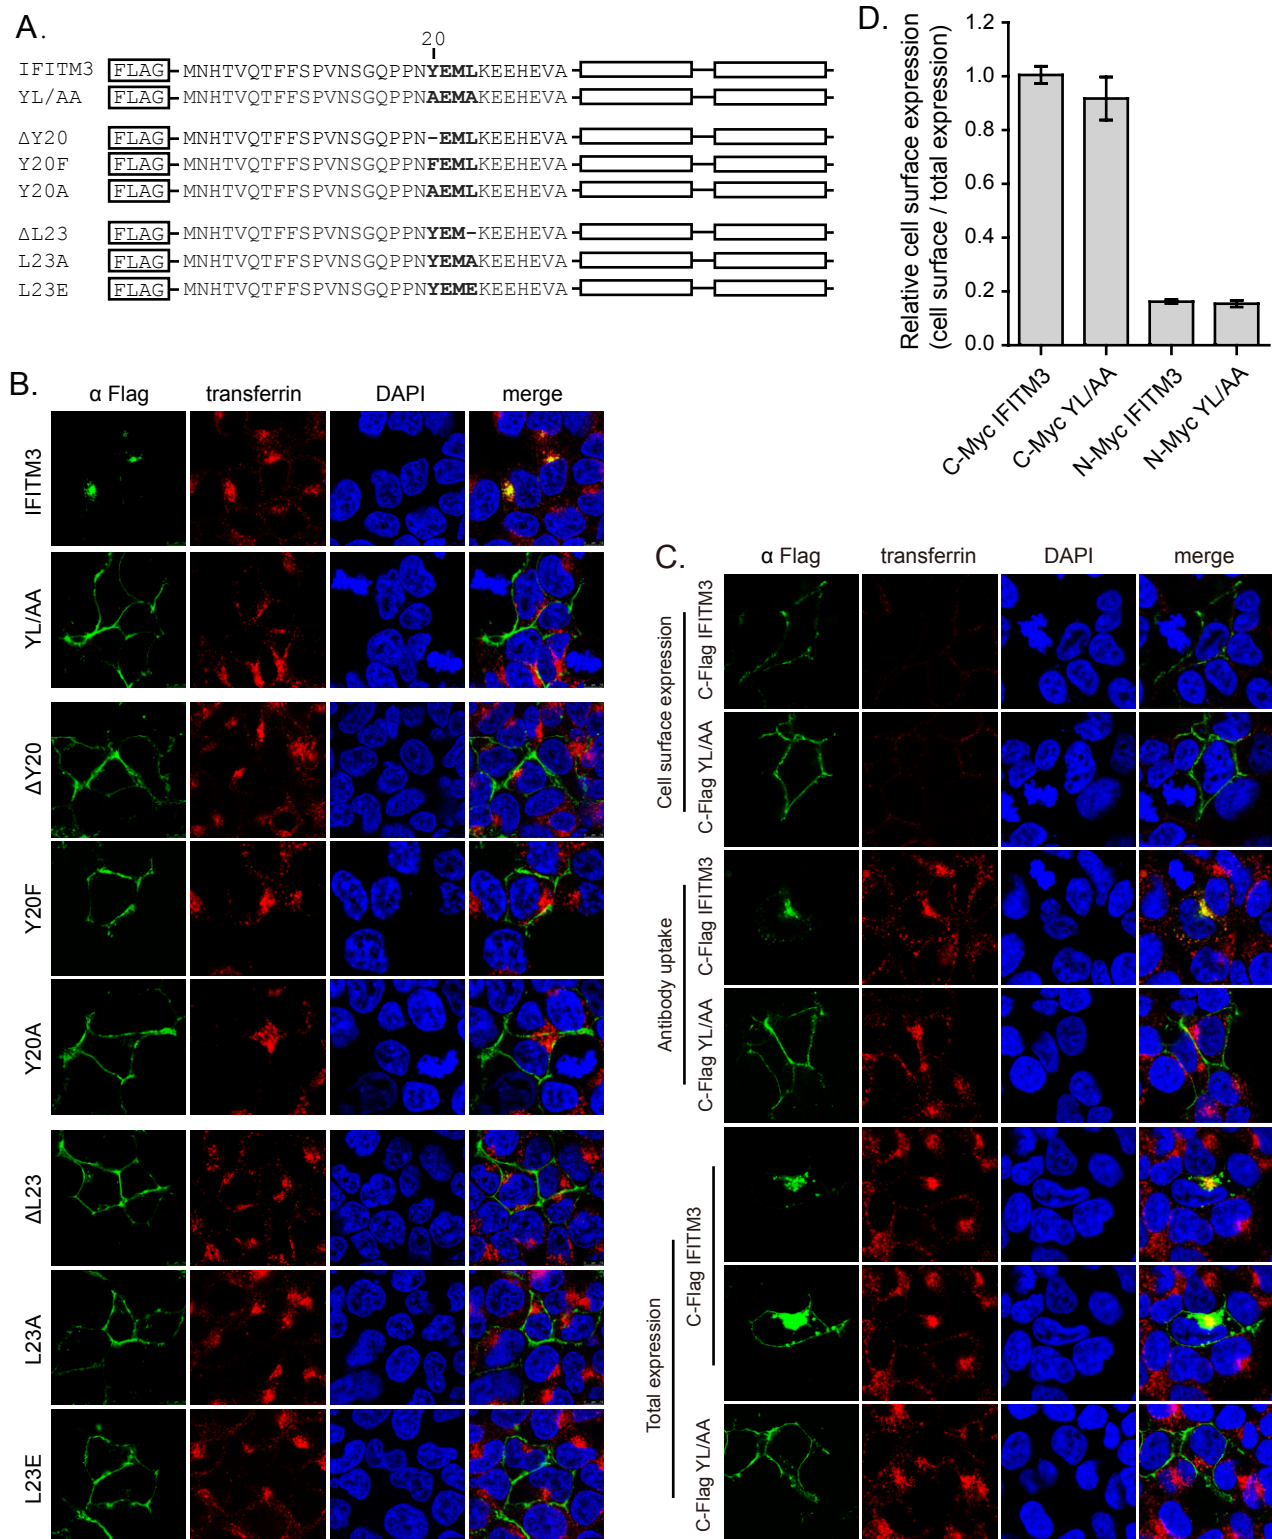 A.
20
IFITM3 FLAG MNHTVQTFFSPVNSGQPPNYEMLKEEHEVA
YL/AA FLAG MNHTVQTFFSPVNSGQPPNAEMAKEEHEVA
ΔY20 FLAG MNHTVQTFFSPVNSGQPPN-EMLKEEHEVA
Y20F FLAG MNHTVQTFFSPVNSGQPPNFEMLKEEHEVA
Y20A FLAG MNHTVQTFFSPVNSGQPPNAEMLKEEHEVA
ΔL23 FLAG MNHTVQTFFSPVNSGQPPNYEM-KEEHEVA
L23A FLAG MNHTVQTFFSPVNSGQPPNYEMAKEEHEVA
L23E FLAG MNHTVQTFFSPVNSGQPPNYEMEKEEHEVA
B.
α Flag transferrin DAPI merge
IFITM3
YL/AA
ΔY20
Y20F
Y20A
ΔL23
L23A
L23E
C.
α Flag transferrin DAPI merge
Cell surface expression
C-Flag IFITM3
C-Flag YL/AA
Antibody uptake
C-Flag IFITM3
C-Flag YL/AA
Total expression
C-Flag IFITM3
C-Flag YL/AA
D.
Relative cell surface expression
(cell surface / total expression)
1.2
1.0
0.8
0.6
0.4
0.2
0.0
C-Myc IFITM3
C-Myc YL/AA
N-Myc IFITM3
N-Myc YL/AA